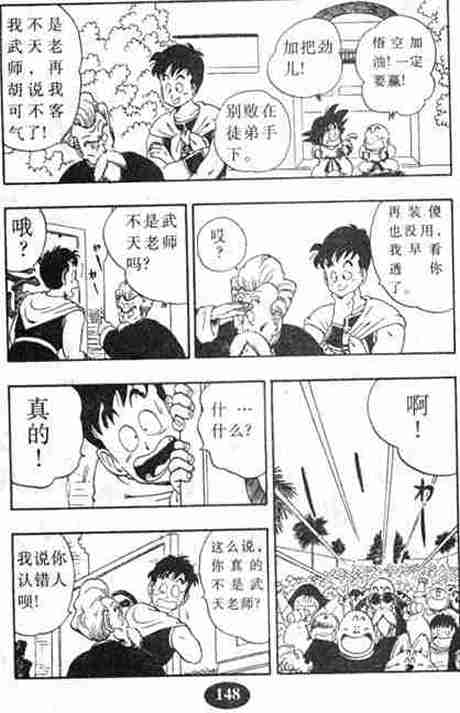 悟空加
油!一定
要赢!
加把劲
儿!
别败在
徒弟手
下。
我不是
武天老
师,再
胡说我
可不客
气了!
再装傻
也没用,
我早看
透你
了。
哎?
不是武
天老师
吗?
哦?
啊!
わ
什…
什么?
真的!
这么说,
你真的
不是武
天老师?
我说你
认错人
呗!
148